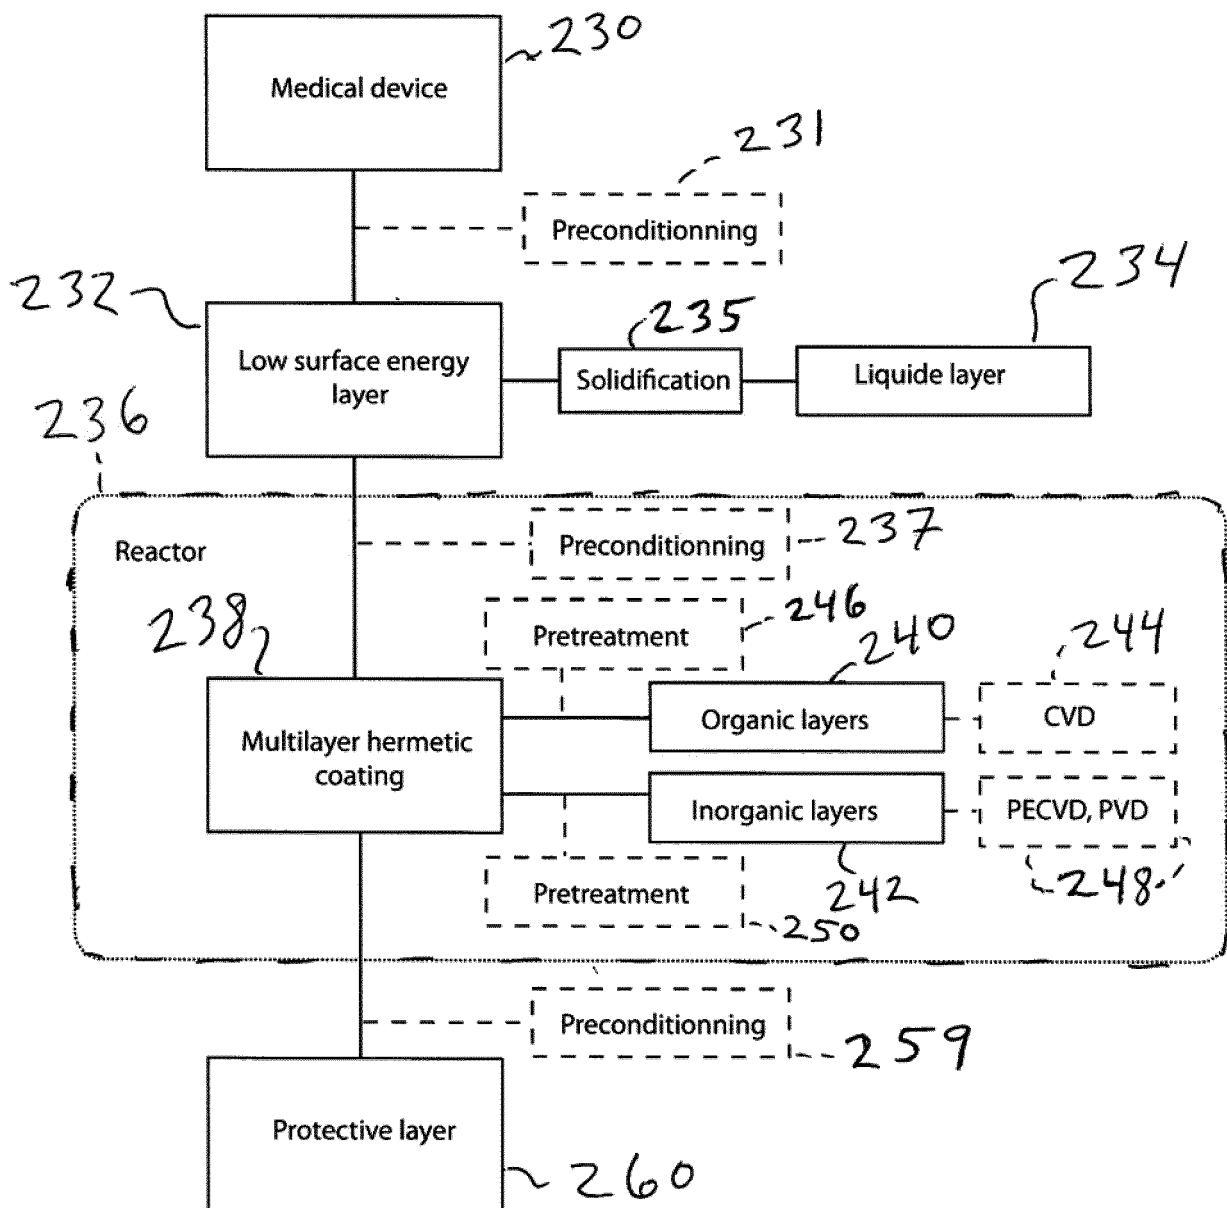 230
Medical device
231
Preconditionning
232
234
235
Low surface energy
layer
Solidification
Liquide layer
236
Reactor
Preconditionning
237
238
Pretreatment
246
240
244
Organic layers
CVD
Multilayer hermetic
coating
Inorganic layers
PECVD, PVD
242
248
Pretreatment
250
Preconditionning
259
Protective layer
260